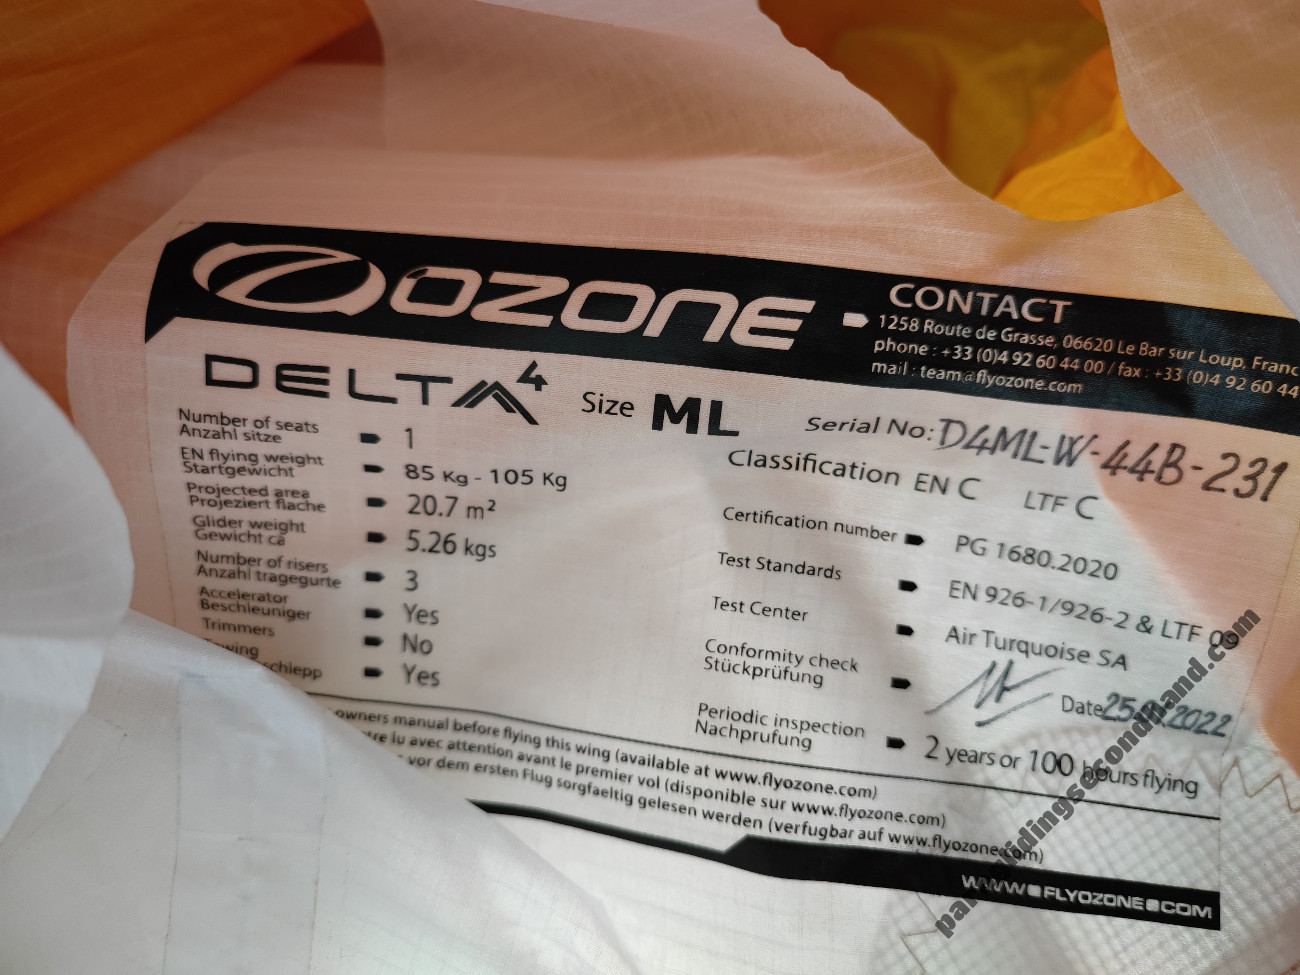 OZONE
CONTACT
1258 Route de Grasse, 06620 Le Bar sur Loup, Franc
phone : +33 (0)4 92 60 44 00 / fax : +33 (0)4 92 60 44
mail : team@flyozone.com
DELTA 4 Size ML
Serial No: D4ML-W-44B-231
Classification EN C LTF C
Number of seats
Anzahl sitze
1
EN flying weight
Startgewicht
85 Kg - 105 Kg
Projected area
Projeziert flache
20.7 m²
Glider weight
Gewicht ca
5.26 kgs
Number of risers
Anzahl tragegurte
3
Accelerator
Beschleuniger
Yes
Trimmers
No
wing
schlepp
Yes
Certification number
PG 1680.2020
Test Standards
EN 926-1/926-2 & LTF 09
Test Center
Air Turquoise SA
Conformity check
Stückprüfung
Date 2022
Periodic inspection
Nachprufung
2 years or 100 hours flying
owners manual before flying this wing (available at www.flyozone.com)
tre lu avec attention avant le premier vol (disponible sur www.flyozone.com)
vor dem ersten Flug sorgfaeltig gelesen werden (verfugbar auf www.flyozone.com)
WWW.FLYOZONE.COM
paraglidingsecondhand.com